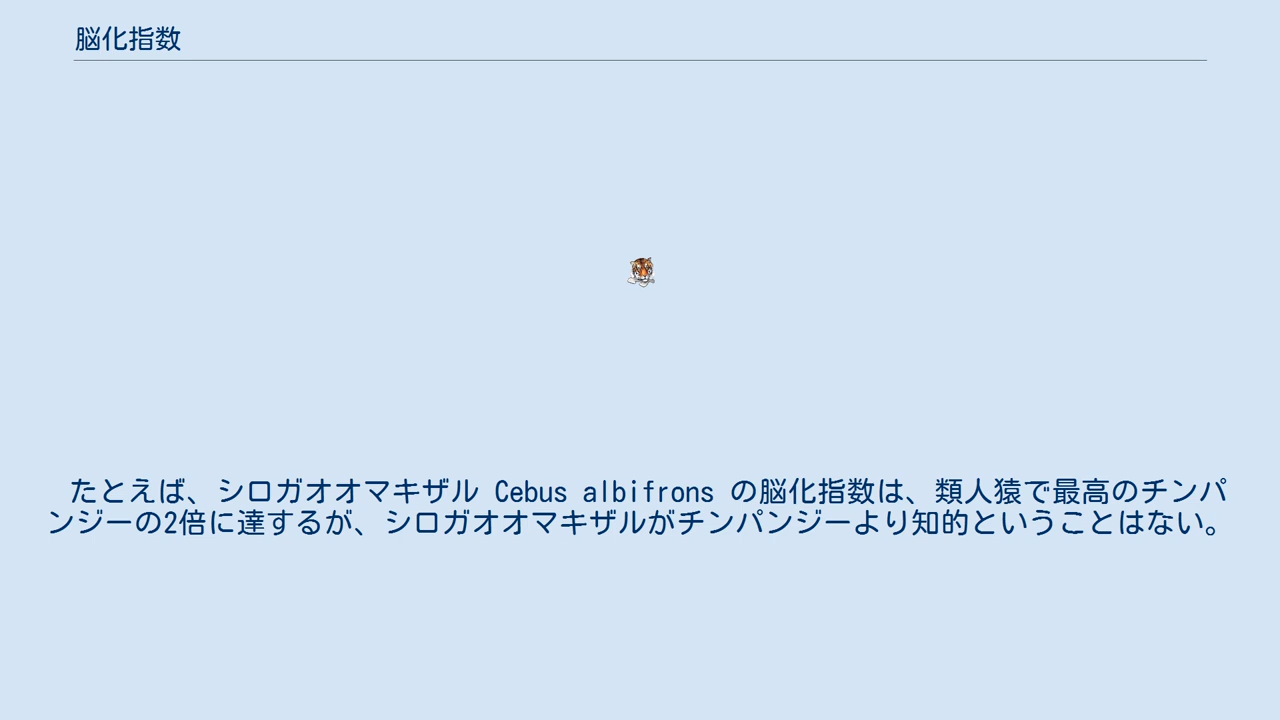 脳化指数
たとえば、シロガオオマキザル Cebus albifrons の脳化指数は、類人猿で最高のチンパ
ンジーの2倍に達するが、シロガオオマキザルがチンパンジーより知的ということはない。